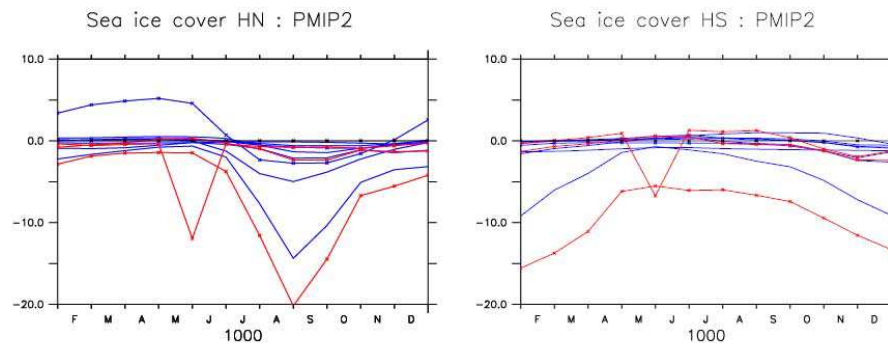 Sea ice cover HN : PMIP2
10.0
0.0
-10.0
-20.0
F M A M J J A S O N D
1000
Sea ice cover HS : PMIP2
10.0
0.0
-10.0
-20.0
F M A M J J A S O N D
1000